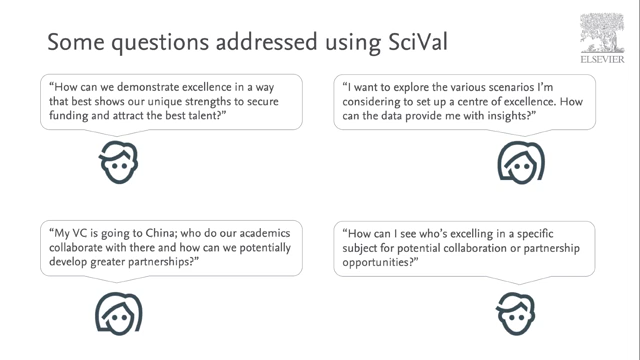 Some questions addressed using SciVal
ELSEVIER
“How can we demonstrate excellence in a way
that best shows our unique strengths to secure
funding and attract the best talent?”
“I want to explore the various scenarios I’m
considering to set up a centre of excellence. How
can the data provide me with insights?”
“My VC is going to China; who do our academics
collaborate with there and how can we potentially
develop greater partnerships?”
“How can I see who’s excelling in a specific
subject for potential collaboration or partnership
opportunities?”